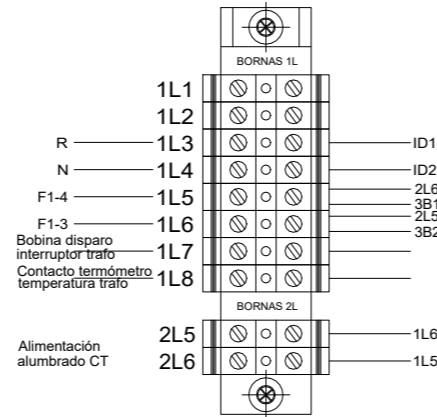 BORNAS 1L
1L1
1L2
R 1L3 ID1
N 1L4 ID2
F1-4 1L5 2L6
3B1
F1-3 1L6 2L5
3B2
Bobina disparo
interruptor trafo 1L7
Contacto termómetro
temperatura trafo 1L8
BORNAS 2L
2L5 1L6
Alimentación
alumbrado CT 2L6 1L5